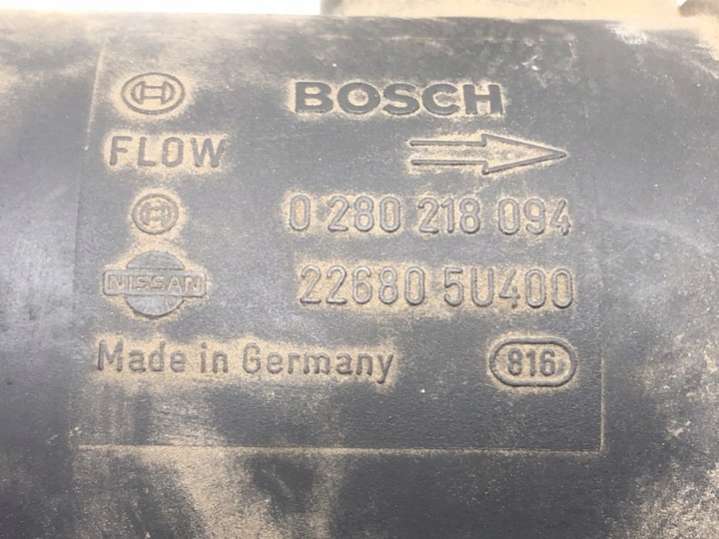 BOSCH
FLOW
0 280 218 094
NISSAN 22680 5U400
Made in Germany 816